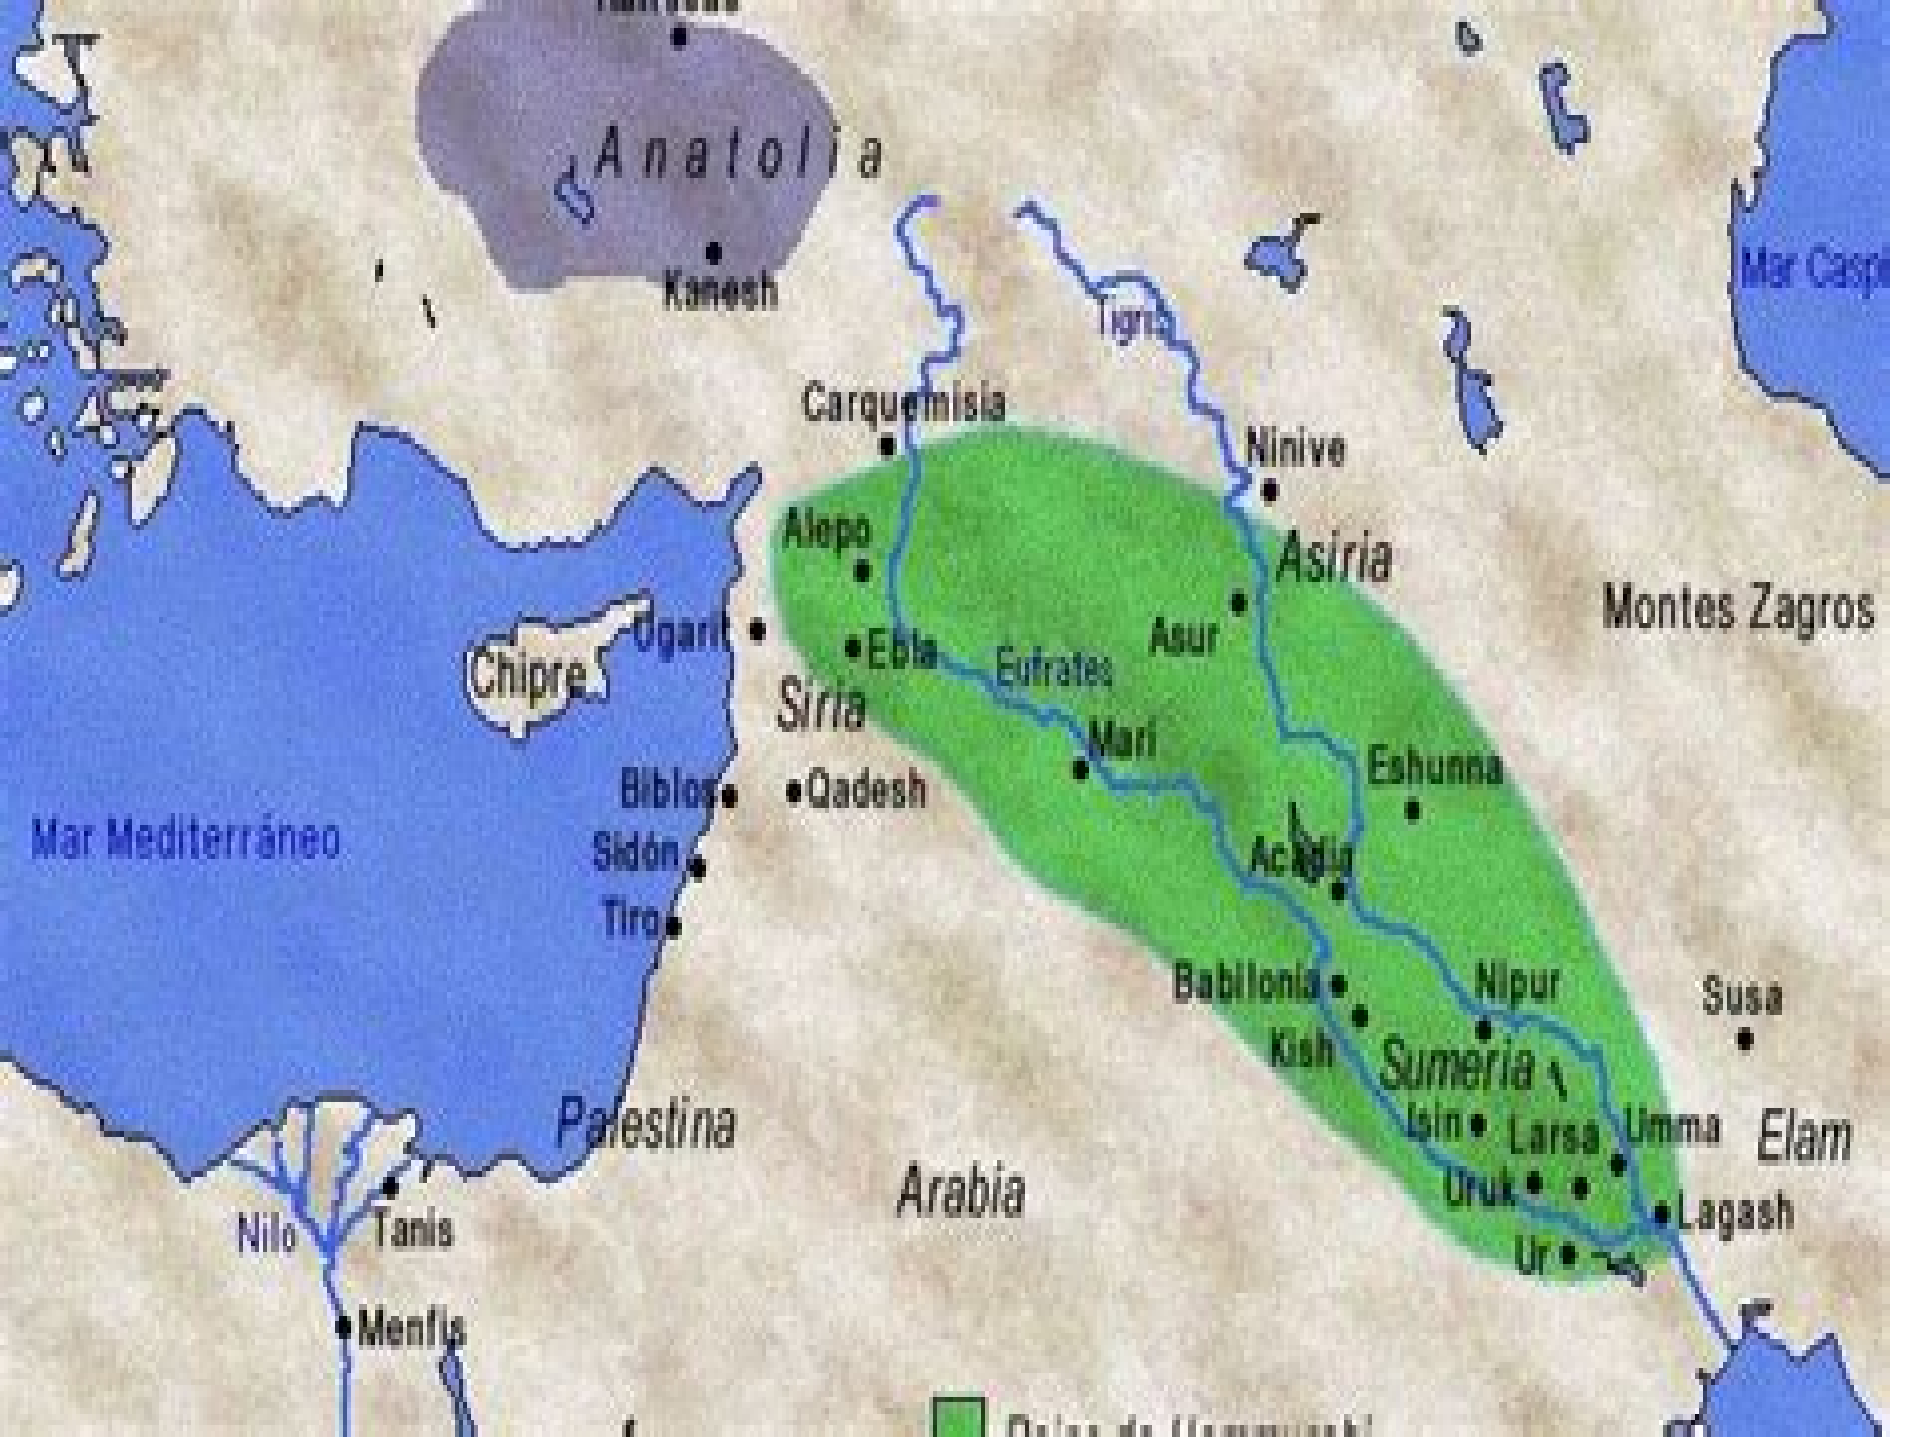 Anatolia
Kanesh
Mar Caspi
Tigris
Carquemisia
Ninive
Alepo
Asiria
Montes Zagros
Asur
Ugarit
Ebla
Eufrates
Chipre
Siria
Mari
Eshunna
Biblos
Qadesh
Mar Mediterráneo
Sidón
Acadia
Tiro
Babilonia
Nipur
Susa
Kish
Sumeria
Palestina
Isin
Larsa
Umma
Elam
Arabia
Uruk
Lagash
Nilo
Tanis
Ur
Menfis